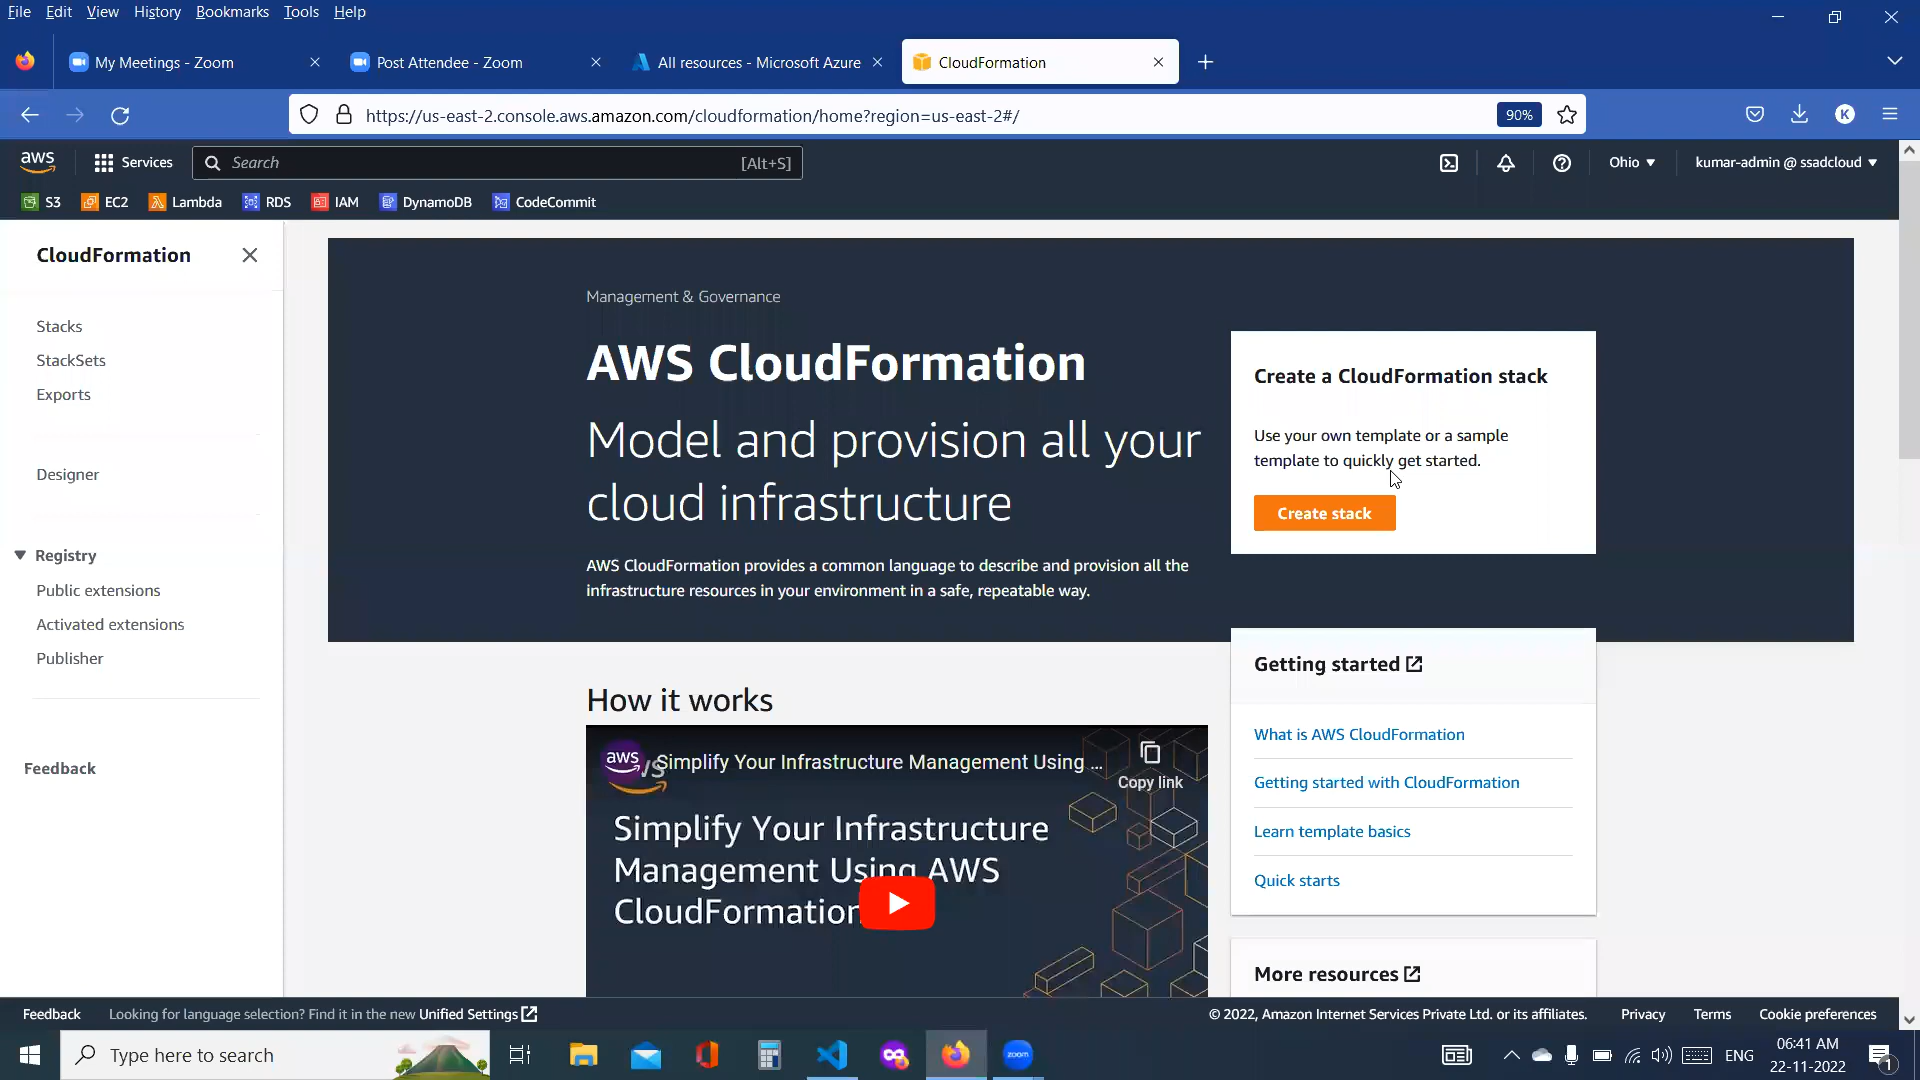 File Edit View History Bookmarks Tools Help
My Meetings - Zoom
Post Attendee - Zoom
All resources - Microsoft Azure
CloudFormation
https://us-east-2.console.aws.amazon.com/cloudformation/home?region=us-east-2#/
90%
K
aws
Services
Search
[Alt+S]
Ohio
kumar-admin @ ssadcloud
S3
EC2
Lambda
RDS
IAM
DynamoDB
CodeCommit
CloudFormation
Stacks
StackSets
Exports
Designer
Registry
Public extensions
Activated extensions
Publisher
Feedback
Management & Governance
AWS CloudFormation
Model and provision all your
cloud infrastructure
AWS CloudFormation provides a common language to describe and provision all the
infrastructure resources in your environment in a safe, repeatable way.
Create a CloudFormation stack
Use your own template or a sample
template to quickly get started.
Create stack
How it works
aws
Simplify Your Infrastructure Management Using ...
Copy link
Simplify Your Infrastructure
Management Using AWS
CloudFormation
Getting started
What is AWS CloudFormation
Getting started with CloudFormation
Learn template basics
Quick starts
More resources
Feedback
Looking for language selection? Find it in the new Unified Settings
© 2022, Amazon Internet Services Private Ltd. or its affiliates.
Privacy
Terms
Cookie preferences
Type here to search
zoom
ENG
06:41 AM
22-11-2022
1